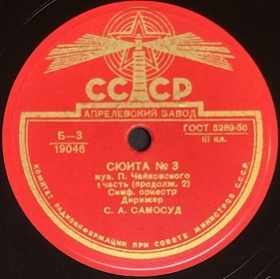 СССР
АПРЕЛЕВСКИЙ ЗАВОД
Б—3
19046
ГОСТ 5289-50
III кл.
СЮИТА № 3
муз. П. Чайковского
1 часть (продолж. 2)
Симф. оркестр
Дирижер
С. А. САМОСУД
КОМИТЕТ РАДИОИНФОРМАЦИИ ПРИ СОВЕТЕ МИНИСТРОВ СССР